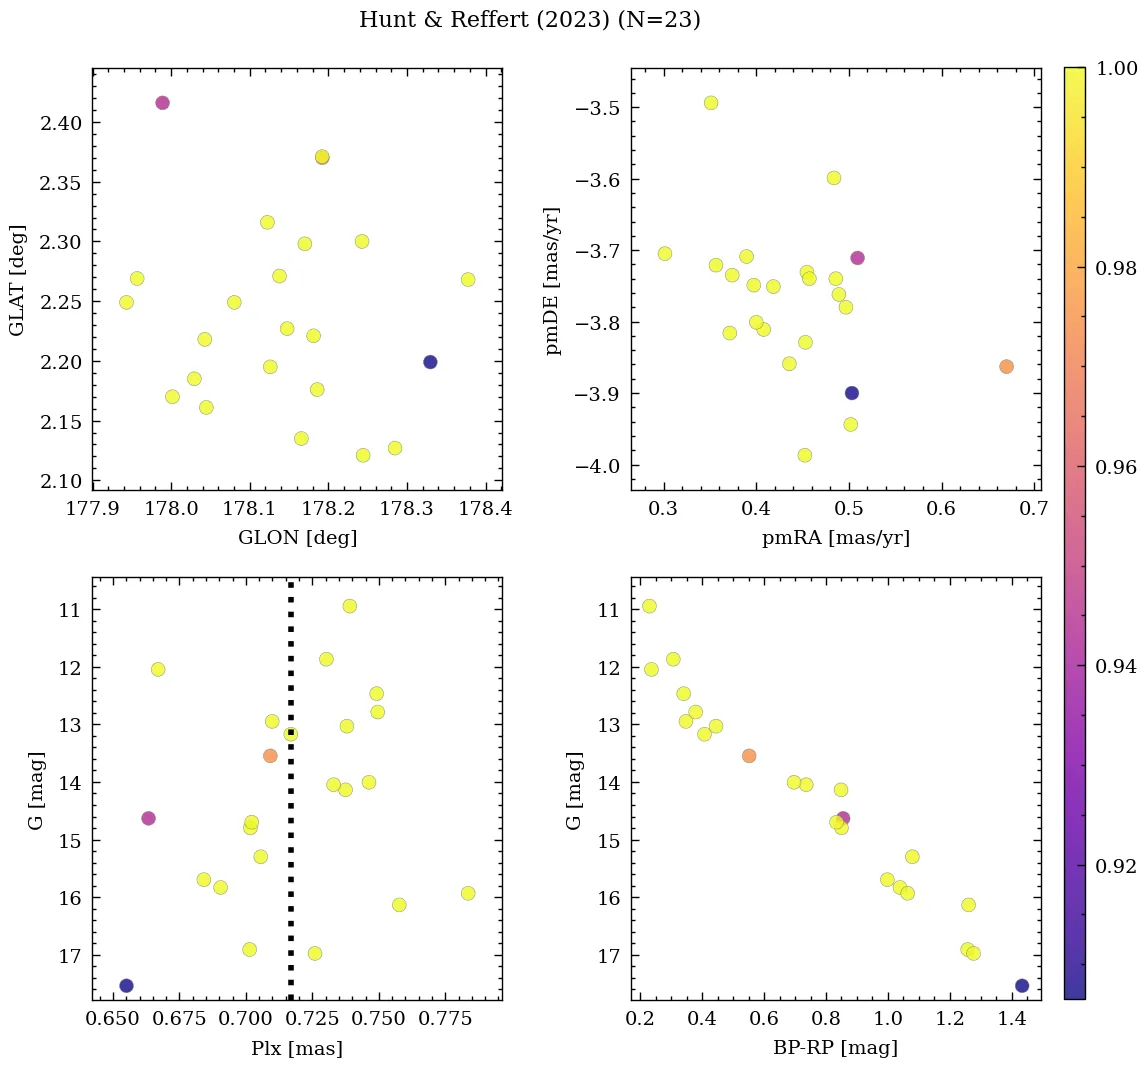 Hunt & Reffert (2023) (N=23)
2.40
2.35
2.30
2.25
2.20
2.15
2.10
GLAT [deg]
177.9 178.0 178.1 178.2 178.3 178.4
GLON [deg]
−3.5
−3.6
−3.7
−3.8
−3.9
−4.0
pmDE [mas/yr]
0.3 0.4 0.5 0.6 0.7
pmRA [mas/yr]
11
12
13
14
15
16
17
G [mag]
0.650 0.675 0.700 0.725 0.750 0.775
Plx [mas]
11
12
13
14
15
16
17
G [mag]
0.2 0.4 0.6 0.8 1.0 1.2 1.4
BP-RP [mag]
1.00
0.98
0.96
0.94
0.92